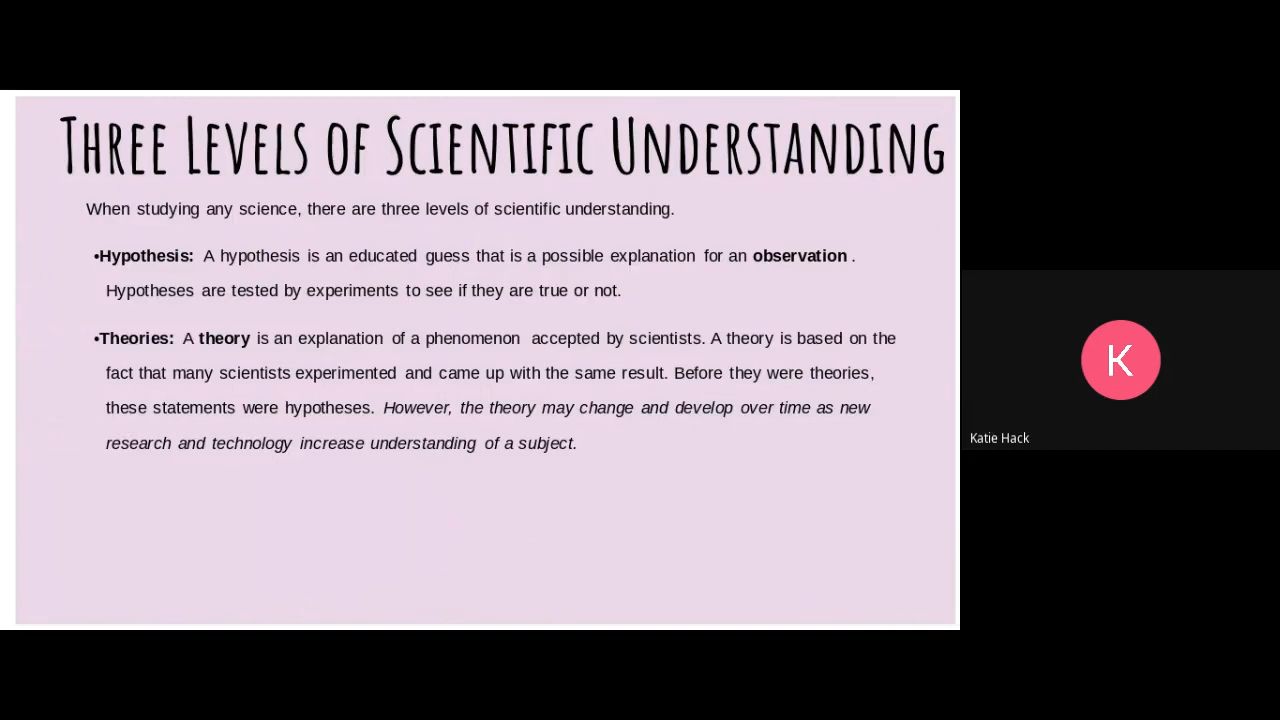 Three Levels of Scientific Understanding
When studying any science, there are three levels of scientific understanding.
•Hypothesis: A hypothesis is an educated guess that is a possible explanation for an observation .
Hypotheses are tested by experiments to see if they are true or not.
•Theories: A theory is an explanation of a phenomenon accepted by scientists. A theory is based on the
fact that many scientists experimented and came up with the same result. Before they were theories,
these statements were hypotheses. However, the theory may change and develop over time as new
research and technology increase understanding of a subject.
K
Katie Hack